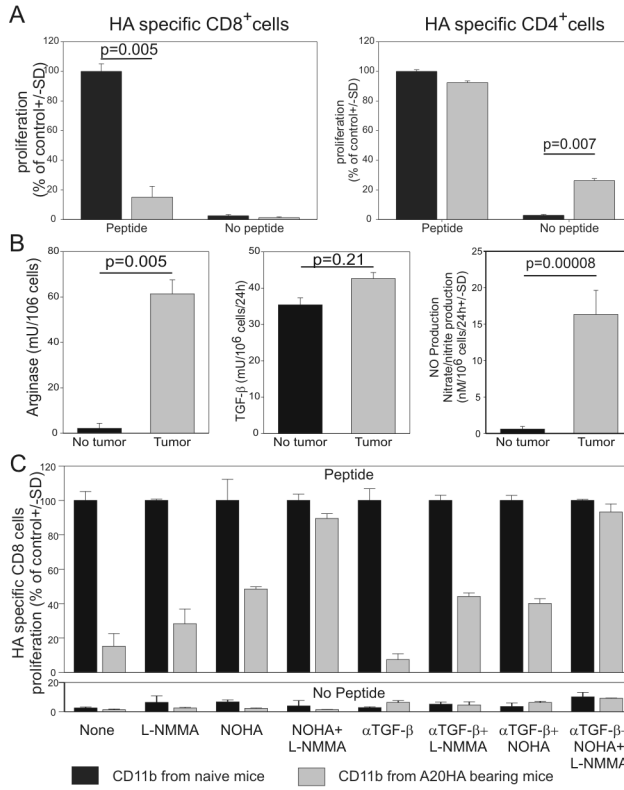 A
HA specific CD8+cells
HA specific CD4+cells
proliferation
(% of control+/-SD)
120
100
80
60
40
20
0
p=0.005
Peptide
No peptide
proliferation
(% of control+/-SD)
120
100
80
60
40
20
0
p=0.007
Peptide
No peptide
B
Arginase (mU/106 cells)
80
60
40
20
0
p=0.005
No tumor
Tumor
TGF-β (mU/10⁶ cells/24h)
50
40
30
20
10
0
p=0.21
No tumor
Tumor
NO Production
Nitrate/nitrite production
(nM/10⁶ cells/24h+/-SD)
25
20
15
10
5
0
p=0.00008
No tumor
Tumor
C
HA specific CD8 cells
proliferation (% of control+/-SD)
Peptide
120
100
80
60
40
20
0
No Peptide
20
0
None
L-NMMA
NOHA
NOHA+
L-NMMA
αTGF-β
αTGF-β+
L-NMMA
αTGF-β+
NOHA
αTGF-β+
NOHA+
L-NMMA
CD11b from naive mice
CD11b from A20HA bearing mice